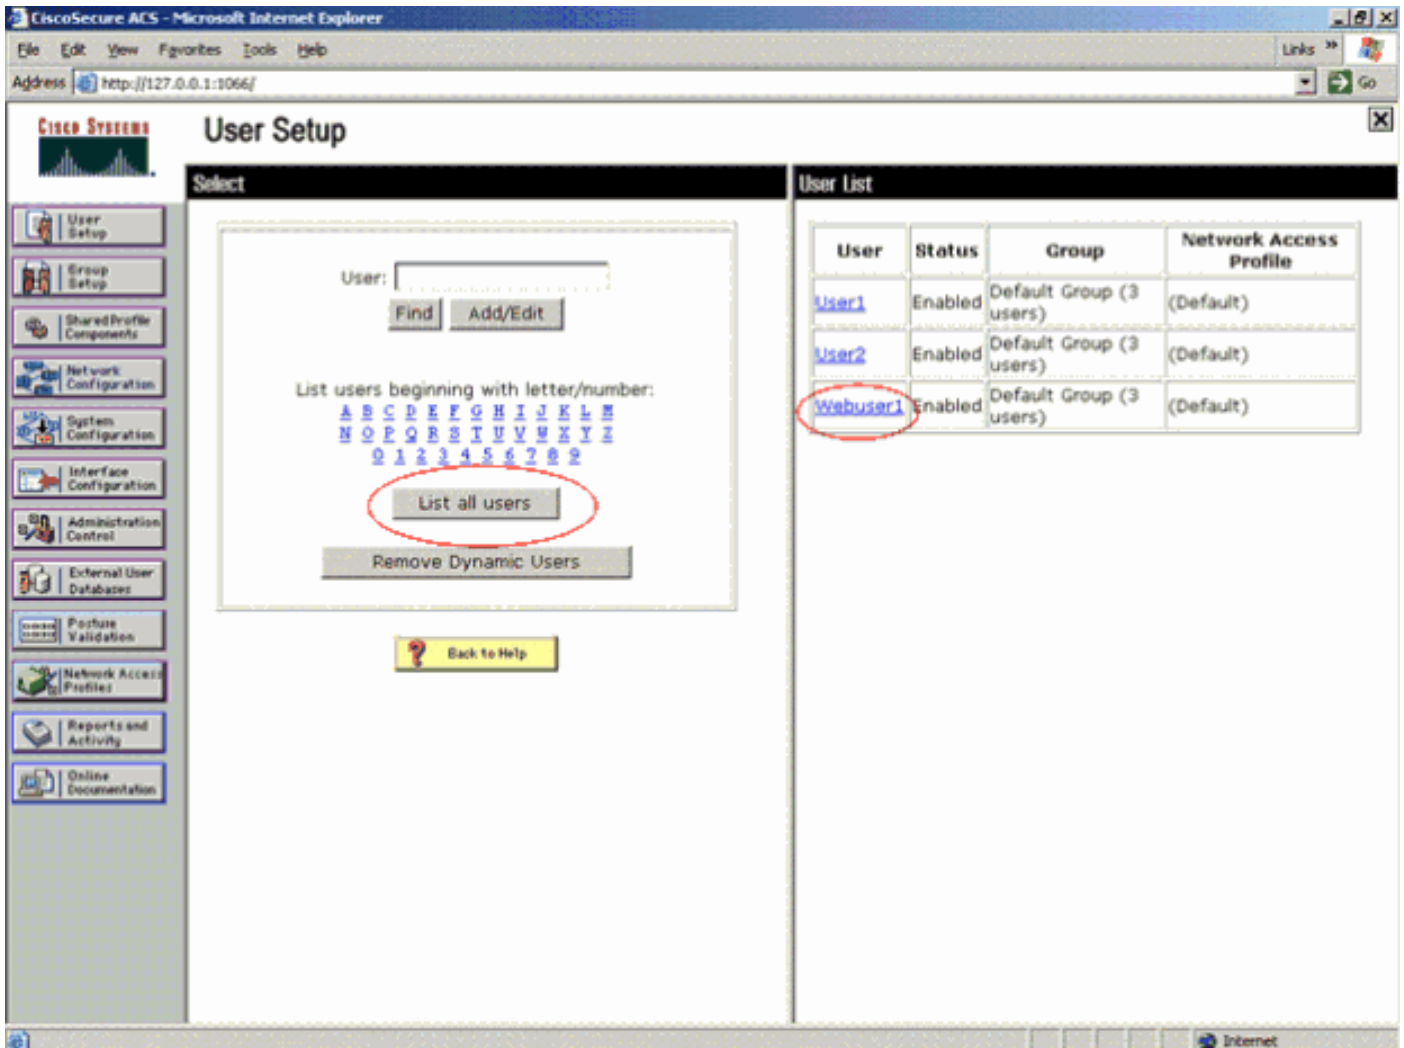 CiscoSecure ACS - Microsoft Internet Explorer
File Edit View Favorites Tools Help
Links »
Address http://127.0.0.1:1066/
Go
CISCO SYSTEMS
User Setup
Select
User List
User Setup
Group Setup
Shared Profile Components
Network Configuration
System Configuration
Interface Configuration
Administration Control
External User Databases
Posture Validation
Network Access Profiles
Reports and Activity
Online Documentation
User:
Find Add/Edit
List users beginning with letter/number:
A B C D E F G H I J K L M
N O P Q R S T U V W X Y Z
0 1 2 3 4 5 6 7 8 9
List all users
Remove Dynamic Users
? Back to Help
User Status Group Network Access Profile
User1 Enabled Default Group (3 users) (Default)
User2 Enabled Default Group (3 users) (Default)
Webuser1 Enabled Default Group (3 users) (Default)
Internet